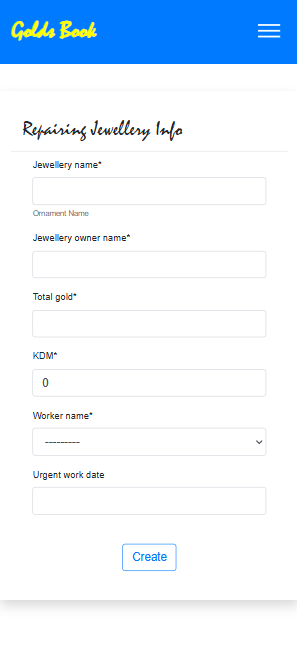 Golds Book
Repairing Jewellery Info
Jewellery name*
Ornament Name
Jewellery owner name*
Total gold*
KDM*
0
Worker name*
---------
Urgent work date
Create